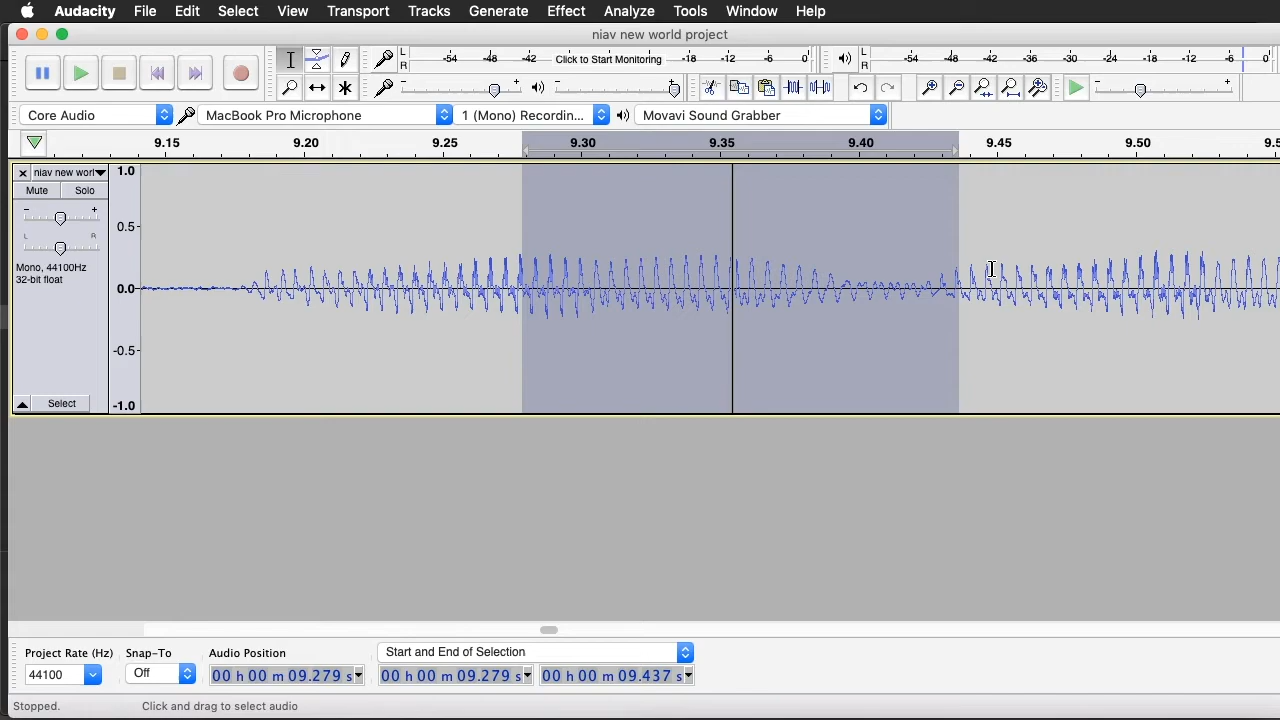 Audacity File Edit Select View Transport Tracks Generate Effect Analyze Tools Window Help
niav new world project
L R -54 -48 -42 Click to Start Monitoring -18 -12 -6 0 L R -54 -48 -42 -36 -30 -24 -18 -12 -6 0
- + - + - +
Core Audio MacBook Pro Microphone 1 (Mono) Recordin... Movavi Sound Grabber
9.15 9.20 9.25 9.30 9.35 9.40 9.45 9.50 9.5
niav new worl 1.0
Mute Solo
- + 0.5
L R
Mono, 44100Hz
32-bit float 0.0
-0.5
Select -1.0
Project Rate (Hz) Snap-To Audio Position Start and End of Selection
44100 Off 00 h 00 m 09.279 s 00 h 00 m 09.279 s 00 h 00 m 09.437 s
Stopped. Click and drag to select audio